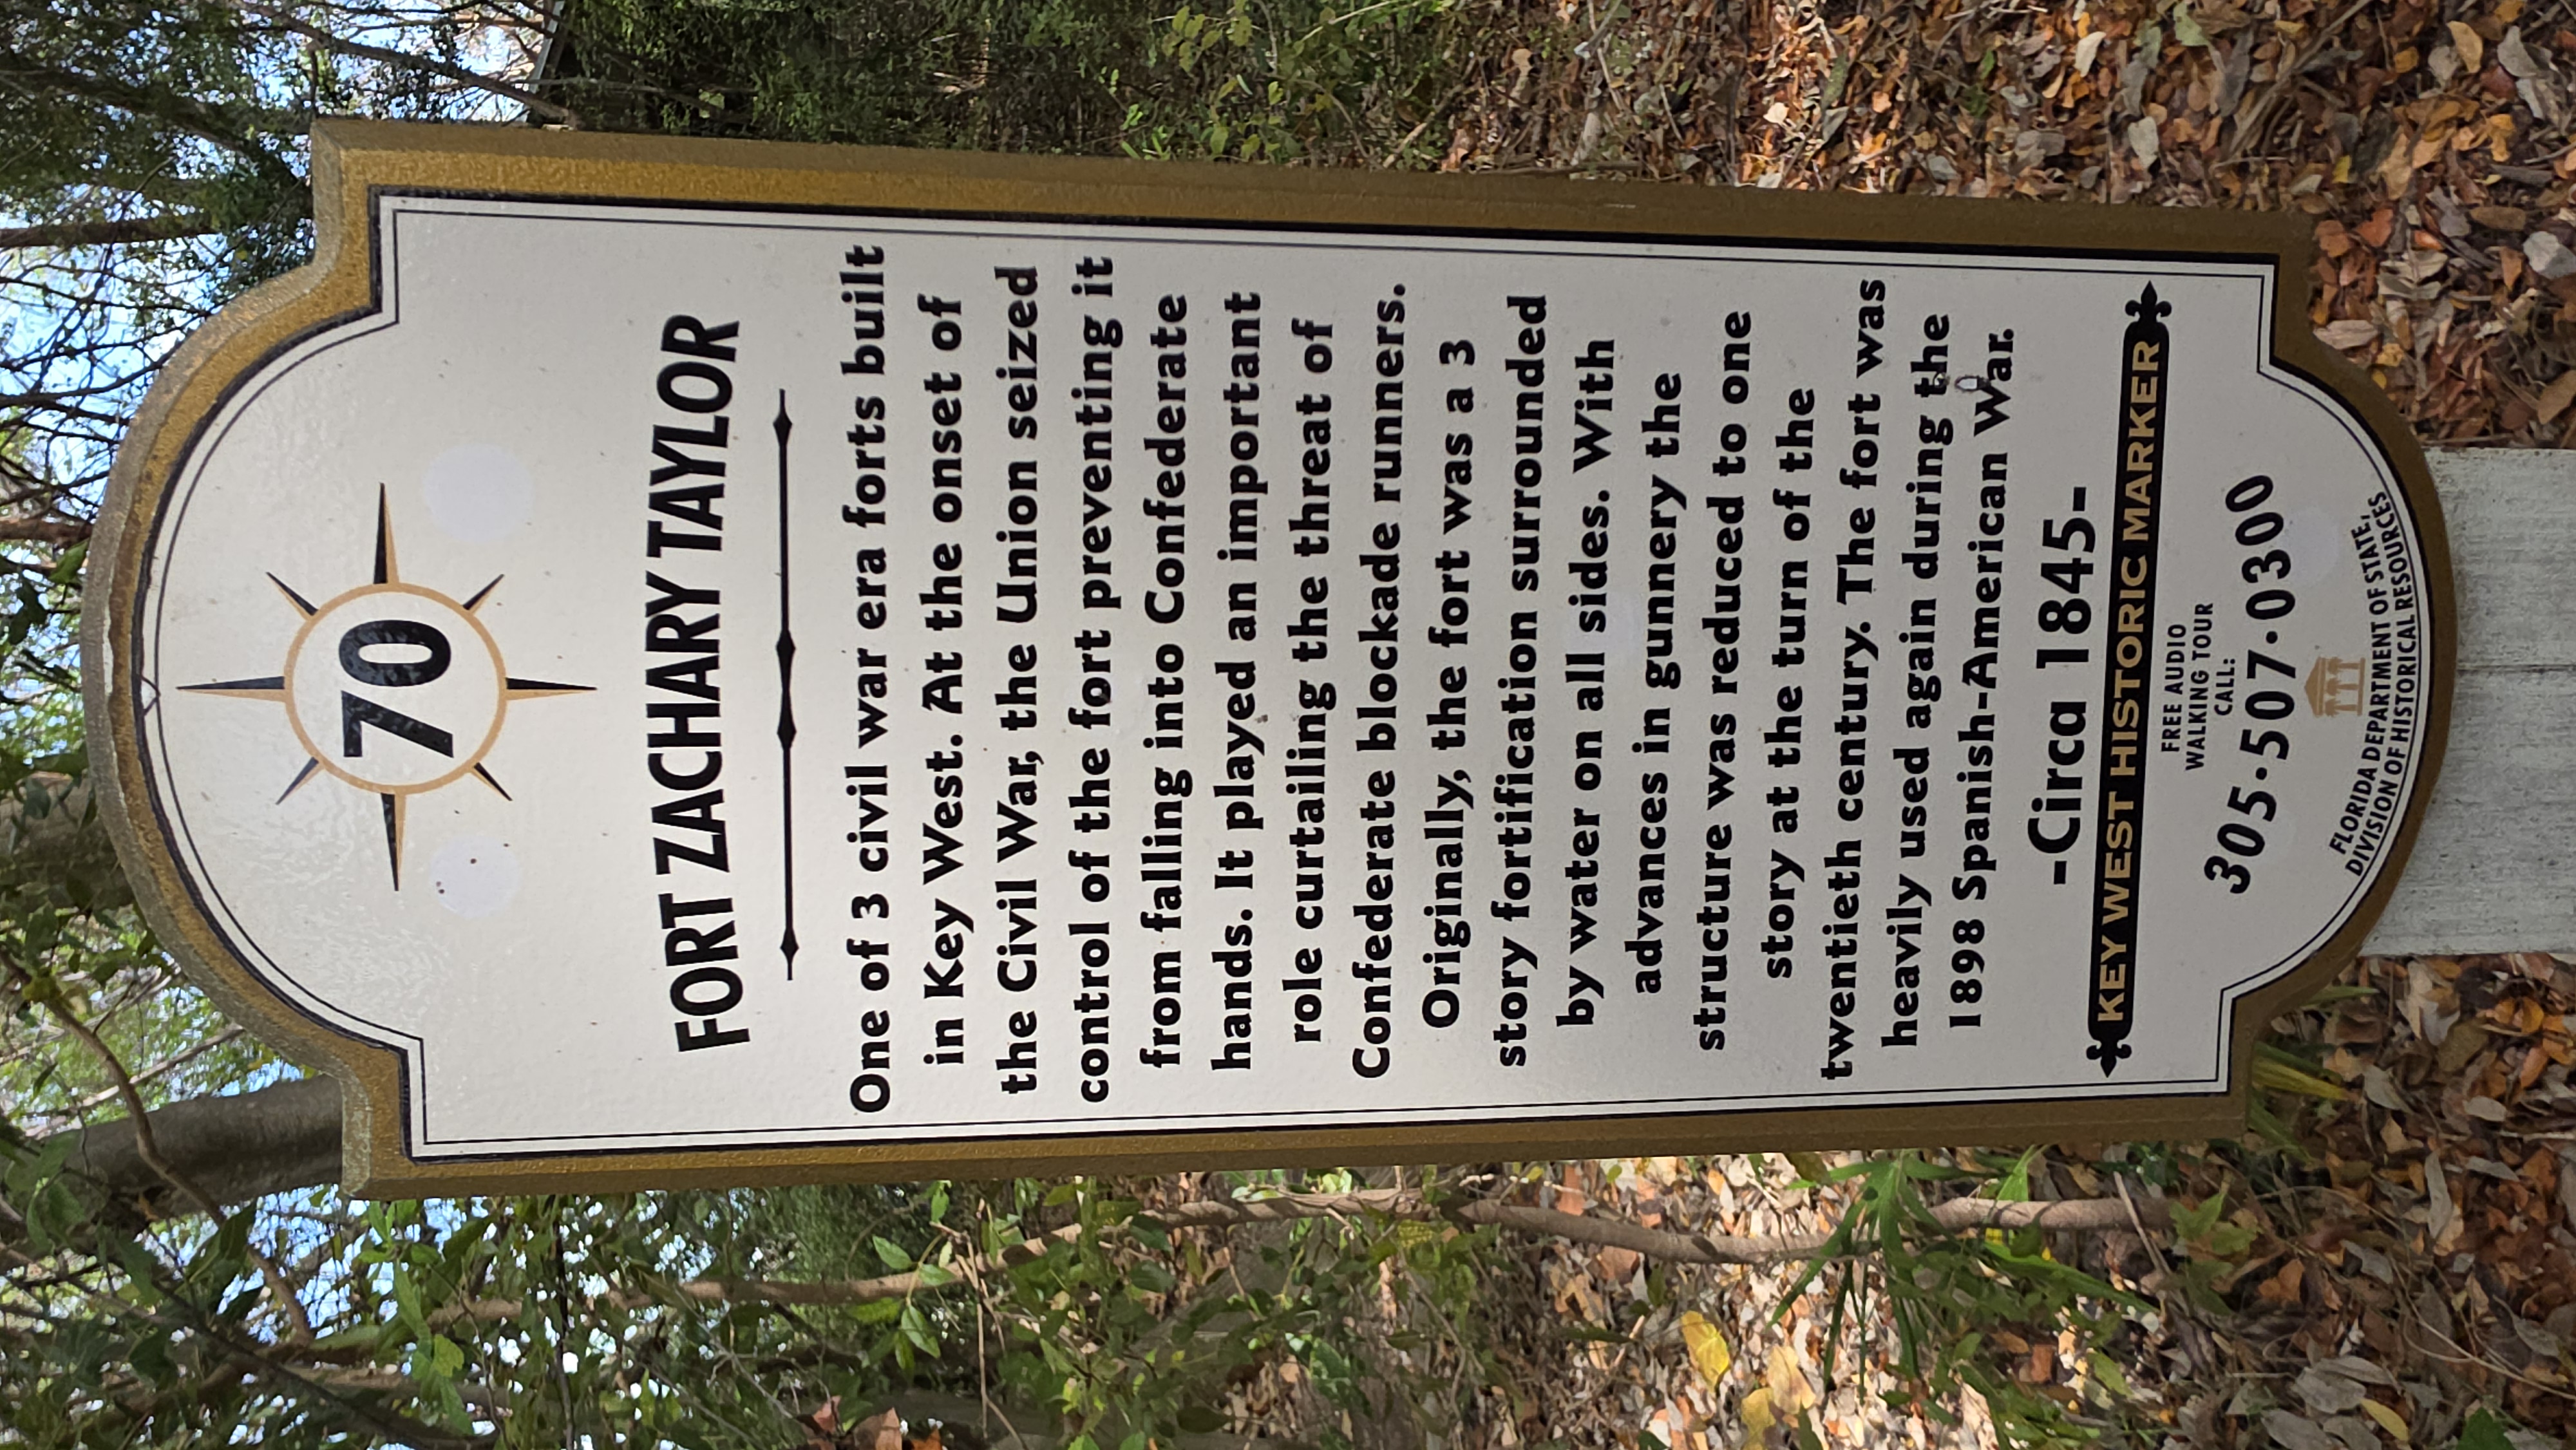 70
FORT ZACHARY TAYLOR
One of 3 civil war era forts built
in Key West. At the onset of
the Civil War, the Union seized
control of the fort preventing it
from falling into Confederate
hands. It played an important
role curtailing the threat of
Confederate blockade runners.
Originally, the fort was a 3
story fortification surrounded
by water on all sides. With
advances in gunnery the
structure was reduced to one
story at the turn of the
twentieth century. The fort was
heavily used again during the
1898 Spanish-American War.
-Circa 1845-
KEY WEST HISTORIC MARKER
FREE AUDIO
WALKING TOUR
CALL:
305·507·0300
FLORIDA DEPARTMENT OF STATE,
DIVISION OF HISTORICAL RESOURCES